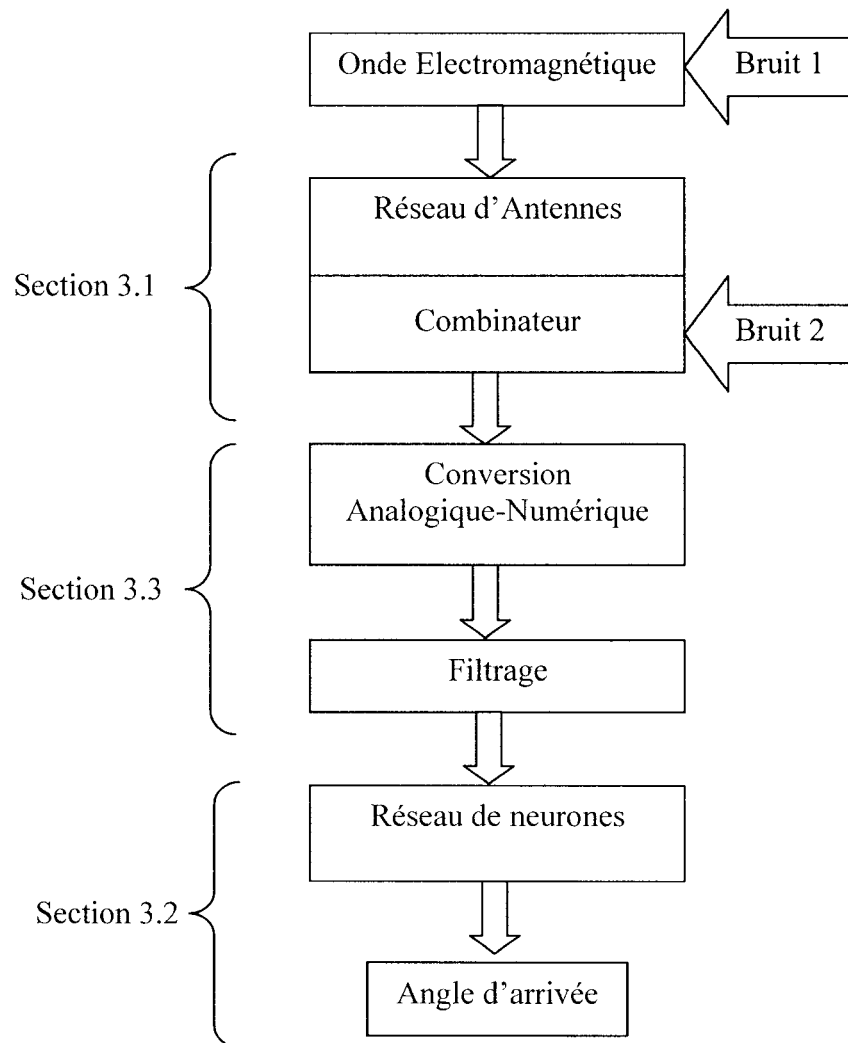 Onde Electromagnétique
Bruit 1
Réseau d'Antennes
Section 3.1
Combinateur
Bruit 2
Conversion
Analogique-Numérique
Section 3.3
Filtrage
Réseau de neurones
Section 3.2
Angle d'arrivée